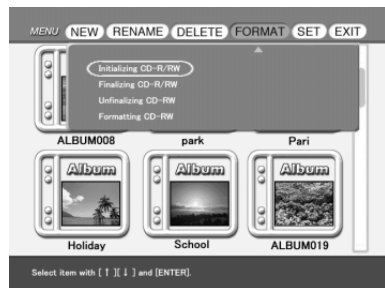 MENU NEW RENAME DELETE FORMAT SET EXIT
Initializing CD-R/RW
Finalizing CD-R/RW
Unfinalizing CD-RW
Formatting CD-RW
ALBUM008 park Pari
Album Album Album
Holiday School ALBUM019
Select item with [ ↑ ][ ↓ ] and [ENTER].